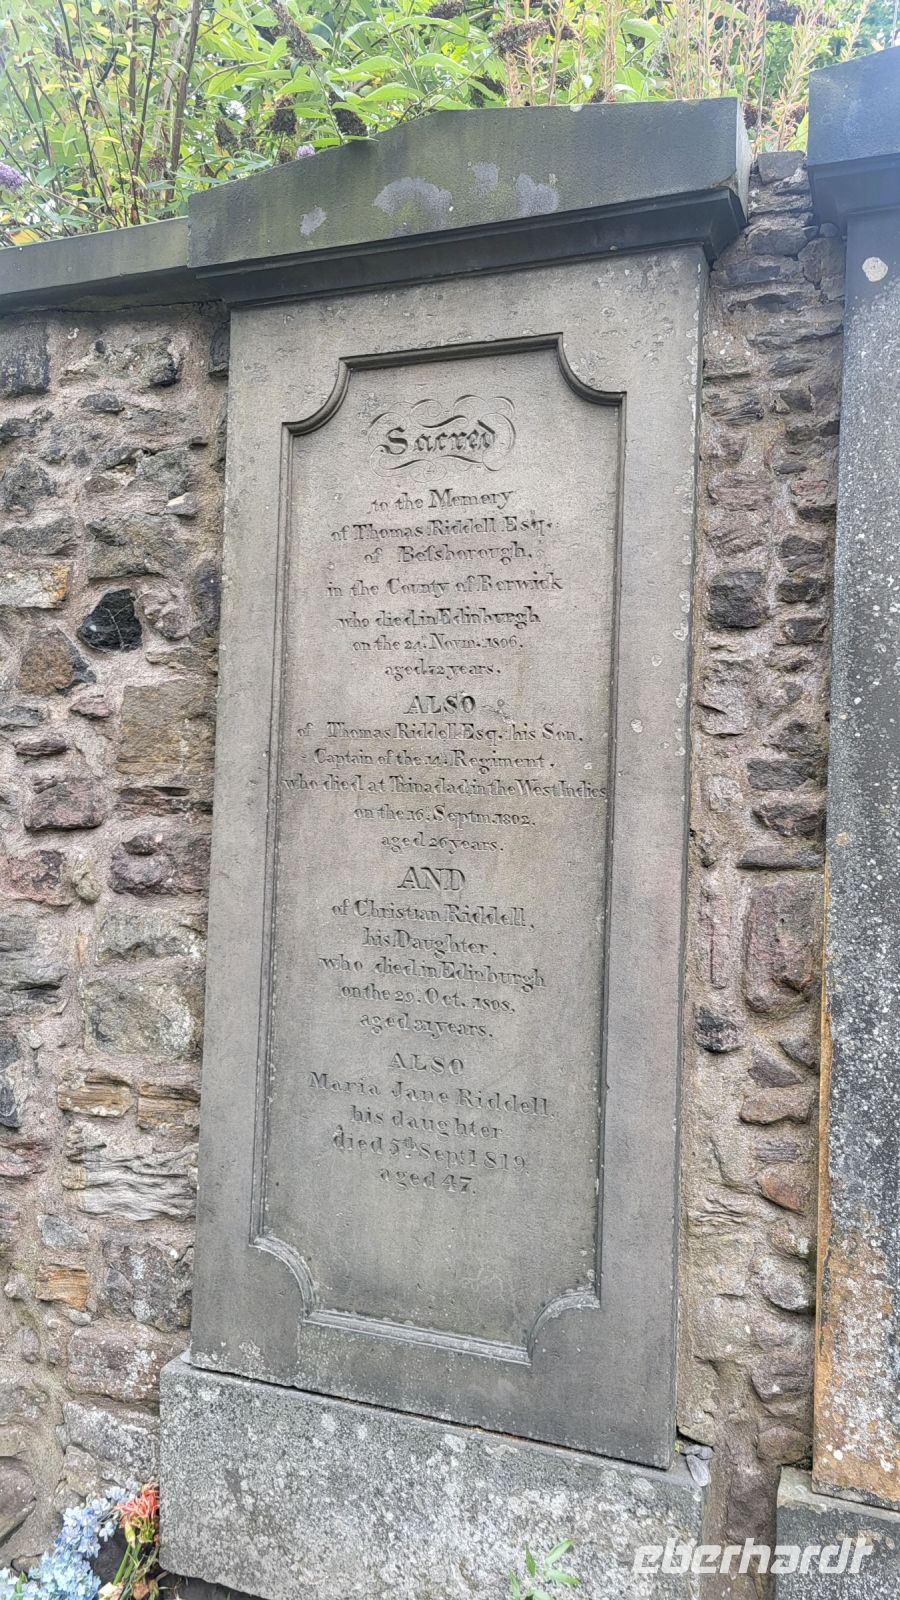 Sacred
to the Memory
of Thomas Riddell Esq.
of Beſsborough,
in the County of Berwick
who died in Edinburgh
on the 24. Novm. 1806.
aged 72 years.
ALSO
of Thomas Riddell Esq. his Son,
Captain of the 14. Regiment.
who died at Trinadad in the West Indies
on the 16. Septm. 1802.
aged 26 years.
AND
of Christian Riddell,
his Daughter.
who died in Edinburgh
on the 29. Oct. 1808.
aged 31 years.
ALSO
Maria Jane Riddell,
his daughter
died 5th Sept. 1819.
aged 47.
eberhardt